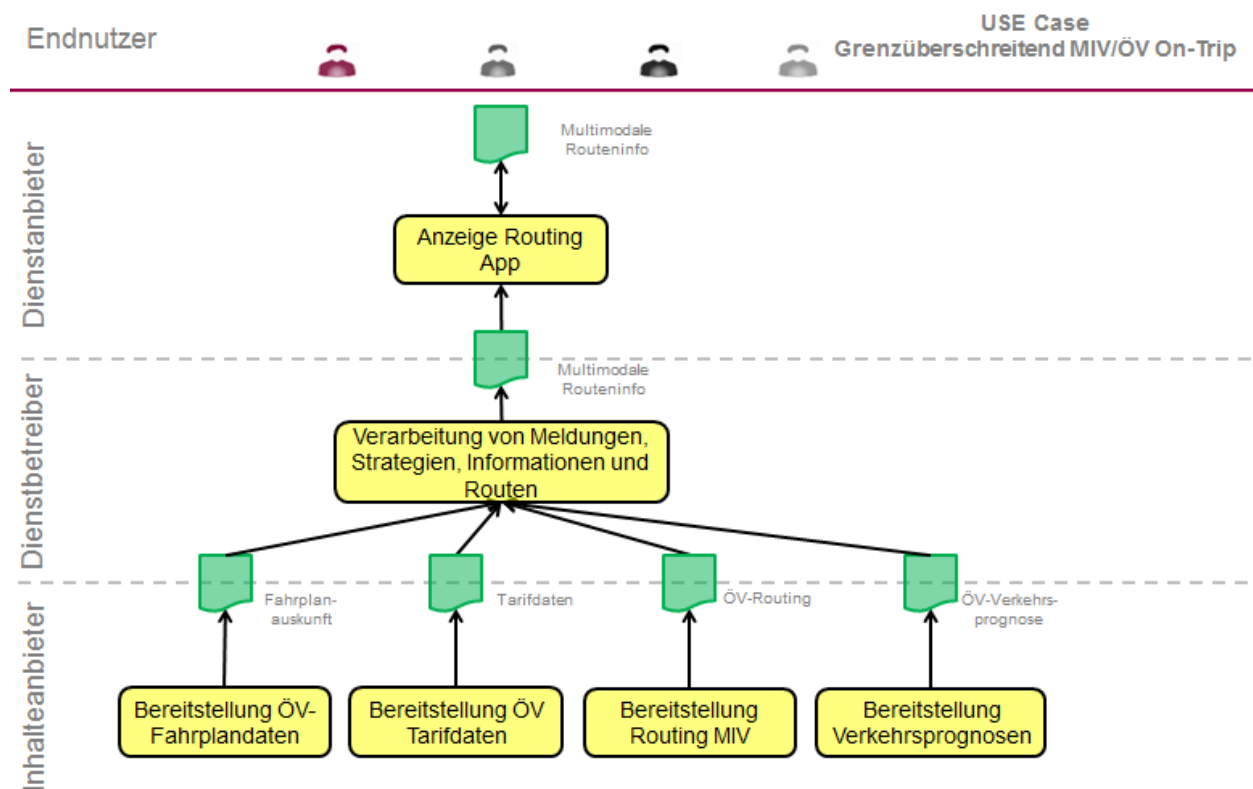 Endnutzer
USE Case
Grenzüberschreitend MIV/ÖV On-Trip
Dienstanbieter
Multimodale
Routeninfo
Anzeige Routing
App
Dienstbetreiber
Multimodale
Routeninfo
Verarbeitung von Meldungen,
Strategien, Informationen und
Routen
Inhalteanbieter
Fahrplan-
auskunft
Tarifdaten
ÖV-Routing
ÖV-Verkehrs-
prognose
Bereitstellung ÖV-
Fahrplandaten
Bereitstellung ÖV
Tarifdaten
Bereitstellung
Routing MIV
Bereitstellung
Verkehrsprognosen